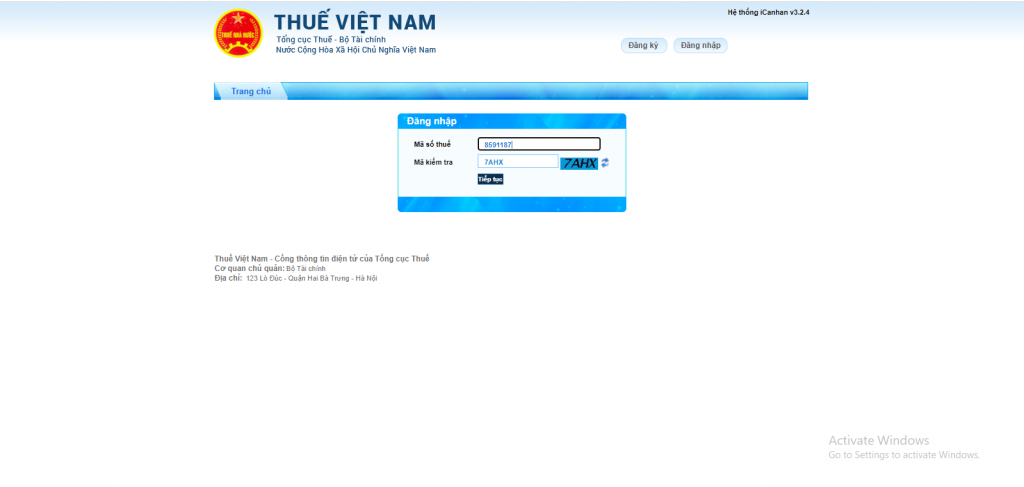 Hệ thống iCanhan v3.2.4
THUẾ NHÀ NƯỚC
THUẾ VIỆT NAM
Tổng cục Thuế - Bộ Tài chính
Nước Cộng Hòa Xã Hội Chủ Nghĩa Việt Nam
Đăng ký Đăng nhập
Trang chủ
Đăng nhập
Mã số thuế 8591187
Mã kiểm tra 7AHX 7AHX
Tiếp tục
Thuế Việt Nam - Cổng thông tin điện tử của Tổng cục Thuế
Cơ quan chủ quản: Bộ Tài chính
Địa chỉ: 123 Lò Đúc - Quận Hai Bà Trưng - Hà Nội
Activate Windows
Go to Settings to activate Windows.